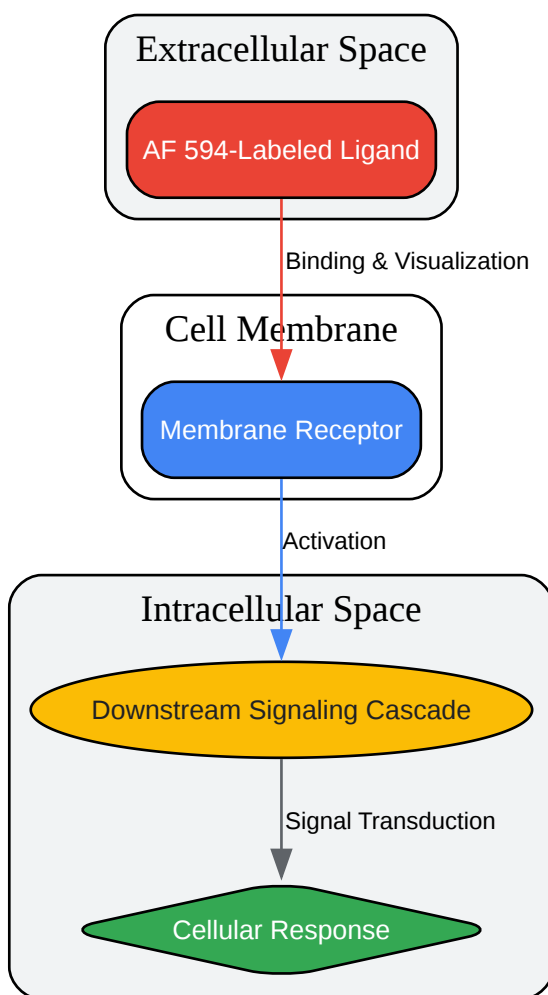 Extracellular Space
AF 594-Labeled Ligand
Binding & Visualization
Cell Membrane
Membrane Receptor
Activation
Intracellular Space
Downstream Signaling Cascade
Signal Transduction
Cellular Response